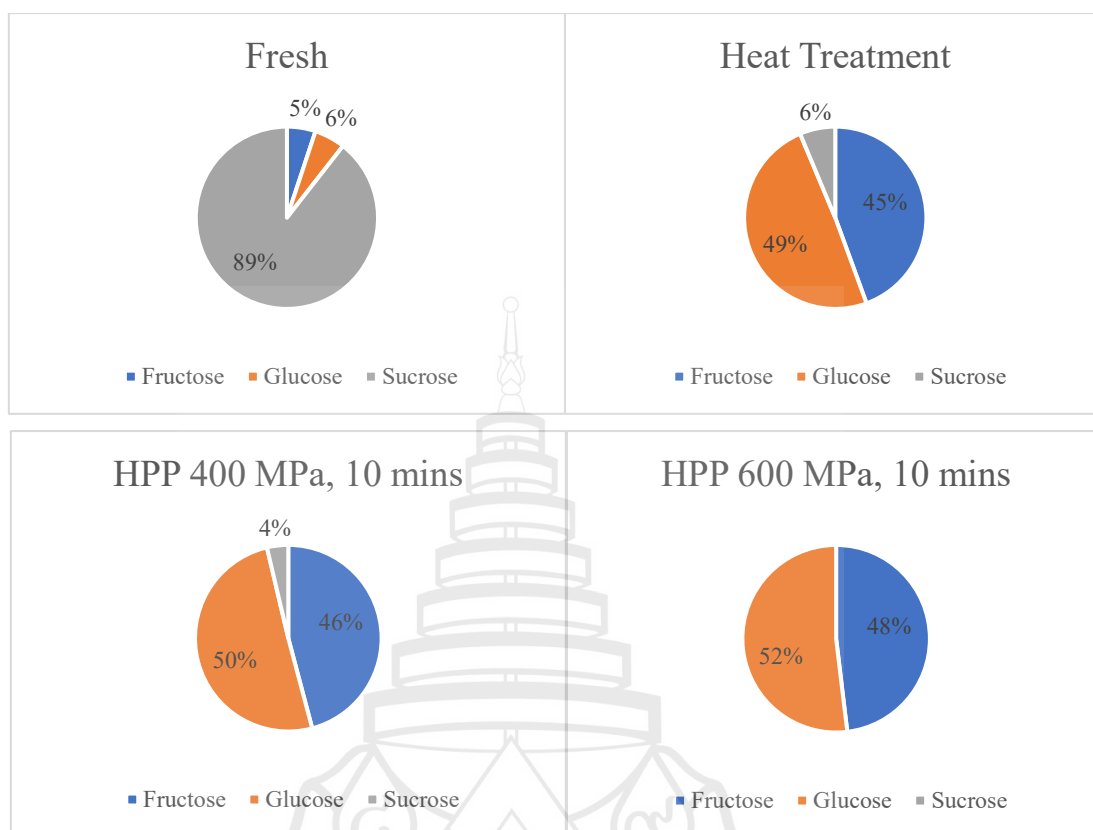 Fresh
5%
6%
89%
Fructose Glucose Sucrose
Heat Treatment
6%
45%
49%
Fructose Glucose Sucrose
HPP 400 MPa, 10 mins
4%
46%
50%
Fructose Glucose Sucrose
HPP 600 MPa, 10 mins
48%
52%
Fructose Glucose Sucrose